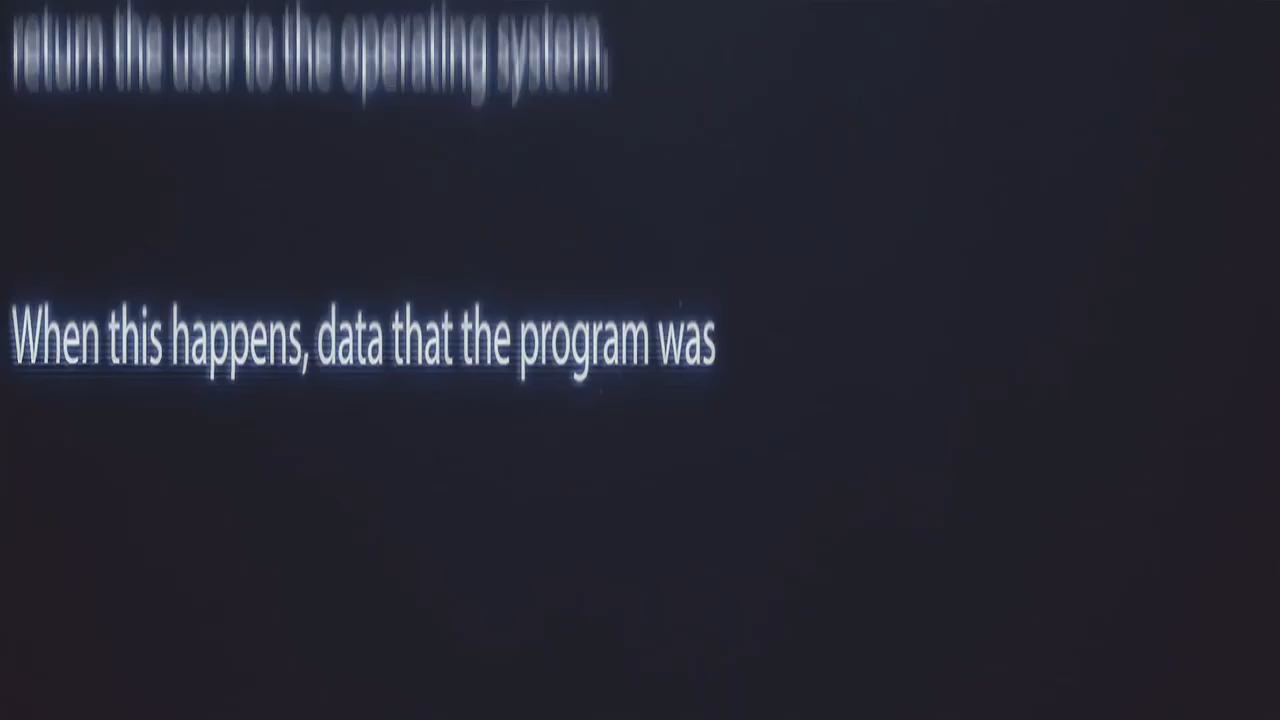 return the user to the operating system.
When this happens, data that the program was